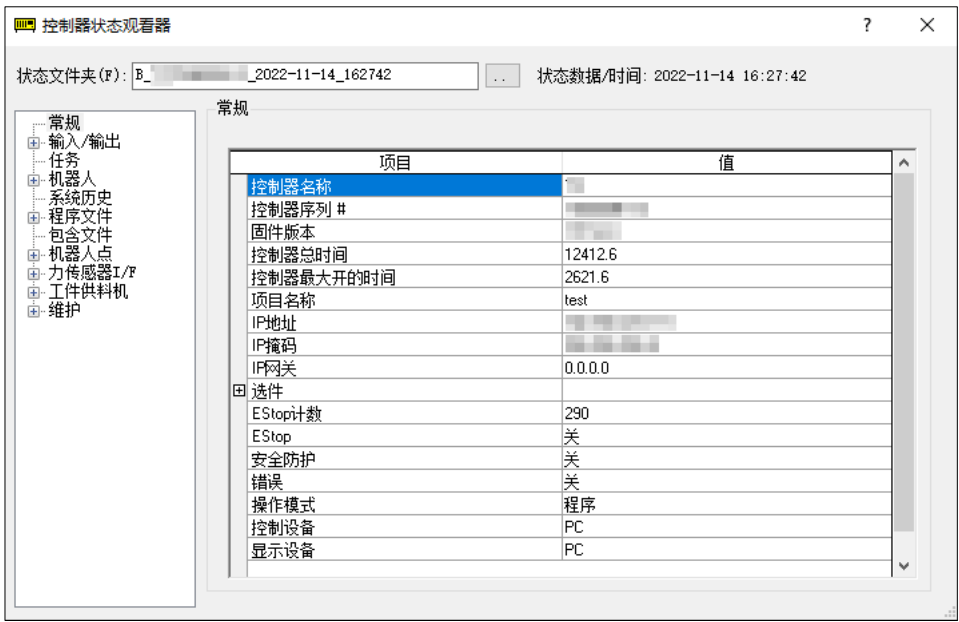 控制器状态观看器
状态文件夹(F): B_ _2022-11-14_162742 .. 状态数据/时间: 2022-11-14 16:27:42
常规
输入/输出
任务
机器人
系统历史
程序文件
包含文件
机器人点
力传感器I/F
工件供料机
维护
常规
项目 值
控制器名称
控制器序列 #
固件版本
控制器总时间 12412.6
控制器最大开的时间 2621.6
项目名称 test
IP地址
IP掩码
IP网关 0.0.0.0
选件
EStop计数 290
EStop 关
安全防护 关
错误 关
操作模式 程序
控制设备 PC
显示设备 PC